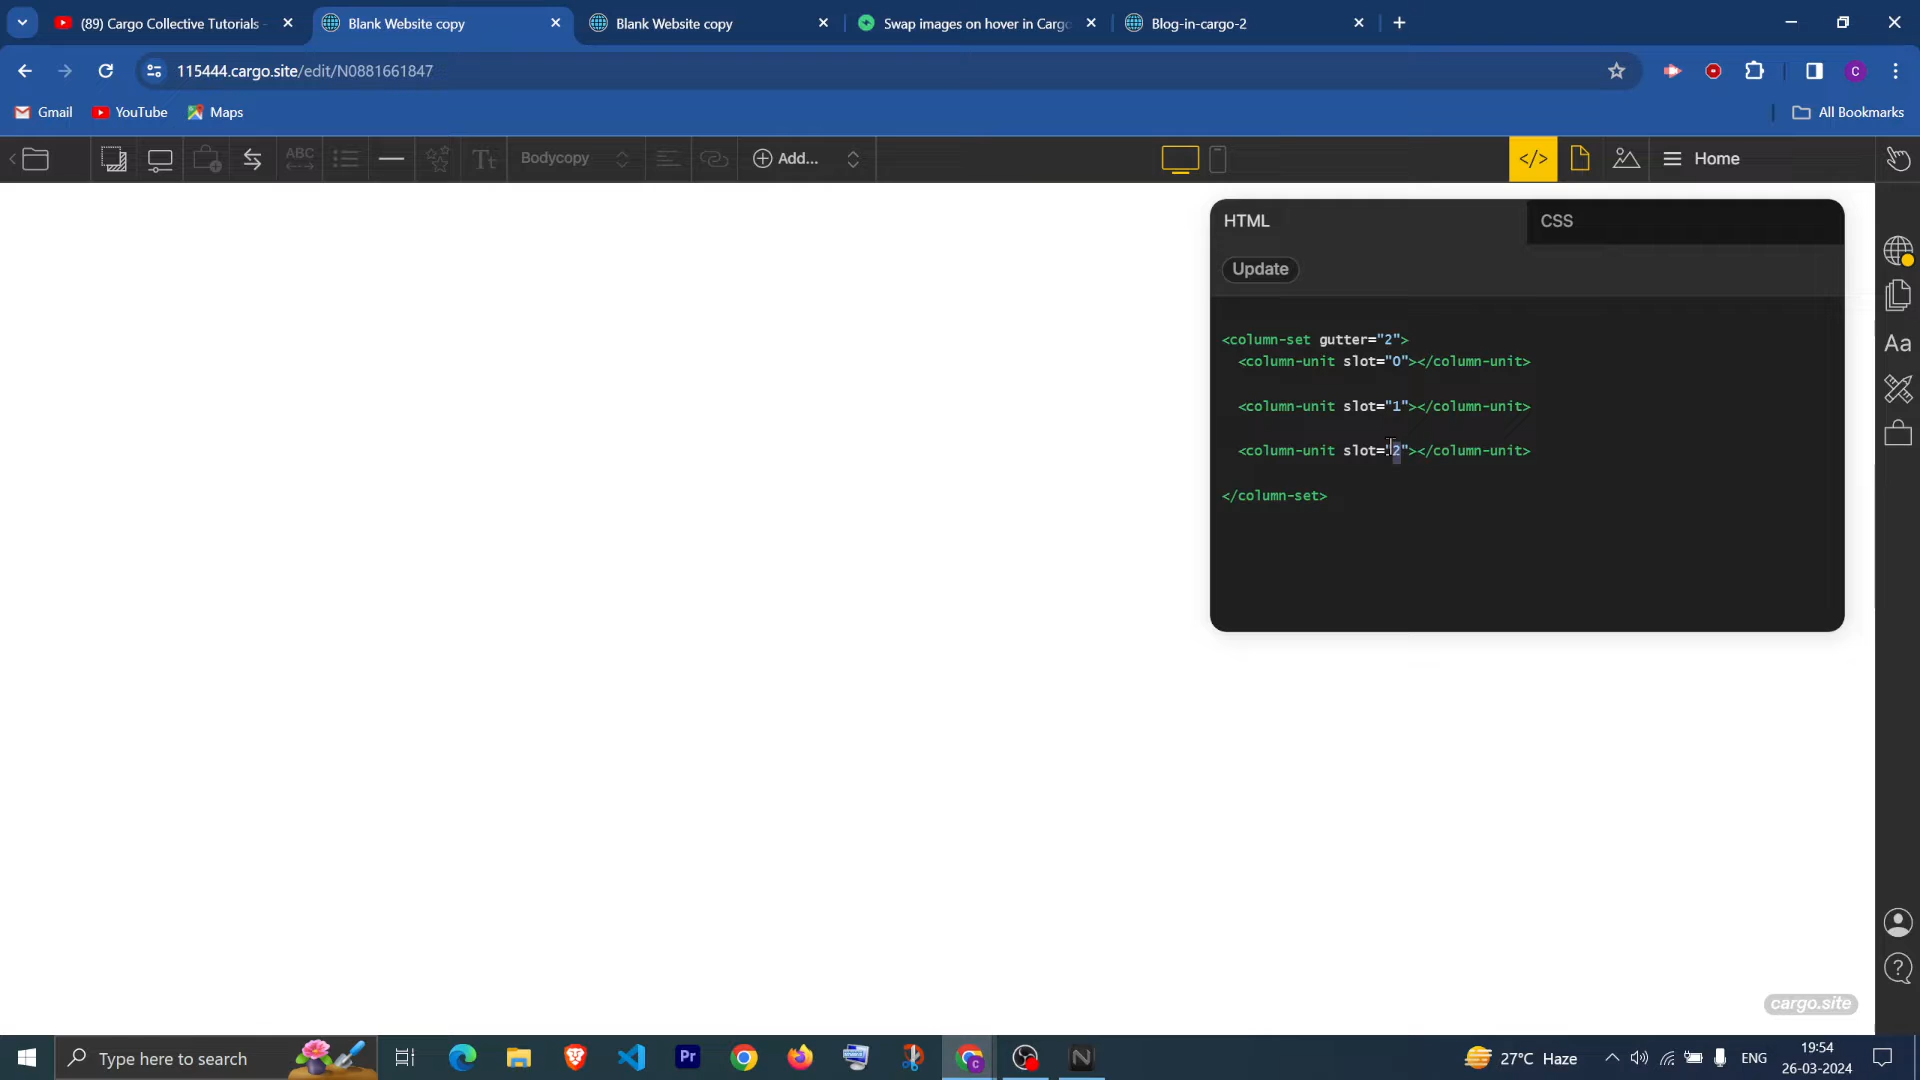 (89) Cargo Collective Tutorials -
Blank Website copy
Blank Website copy
Swap images on hover in Cargo
Blog-in-cargo-2
115444.cargo.site/edit/N0881661847
C
Gmail
YouTube
Maps
All Bookmarks
ABC
Tt
Bodycopy
Add...
</>
Home
HTML
CSS
Update
<column-set gutter="2">
<column-unit slot="0"></column-unit>
<column-unit slot="1"></column-unit>
<column-unit slot="2"></column-unit>
</column-set>
Aa
cargo.site
Type here to search
Pr
C
N
27°C Haze
ENG
19:54
26-03-2024